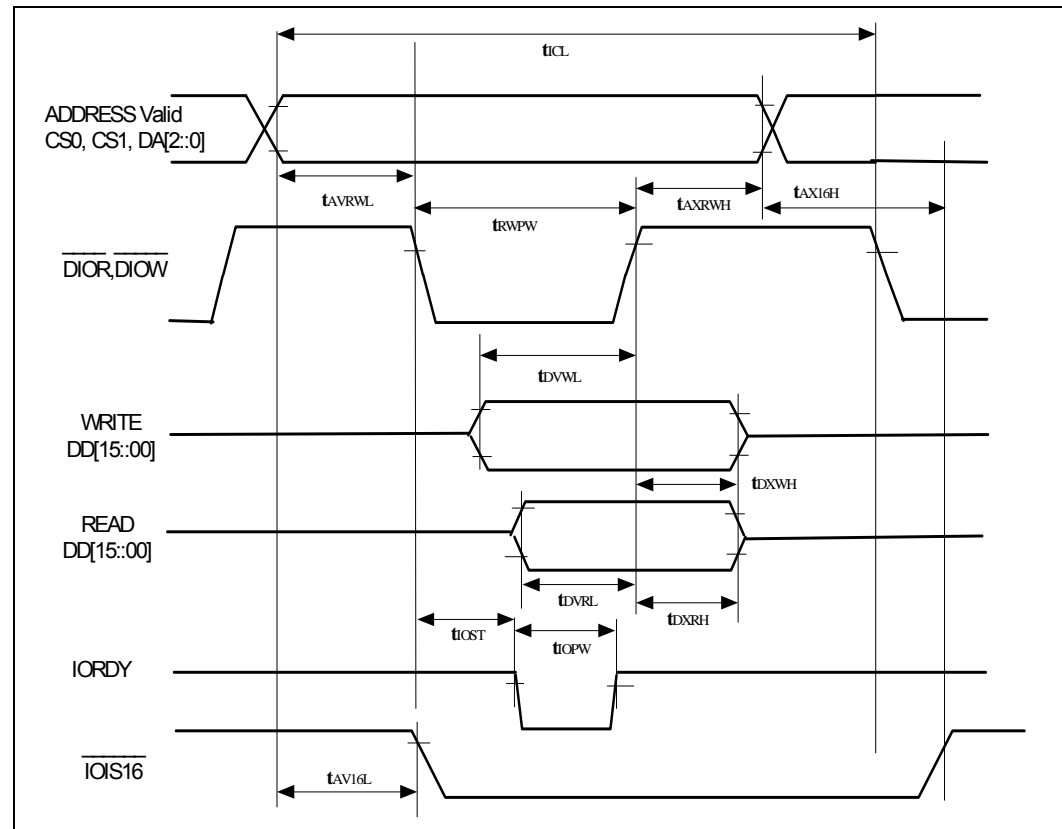 tICL
ADDRESS Valid
CS0, CS1, DA[2::0]
tAVRWL
tRWPW
tAXRWH
tAX16H
DIOR,DIOW
tDVWL
WRITE
DD[15::00]
tDXWH
READ
DD[15::00]
tDVRL
tDXRH
tIOST
tIOPW
IORDY
IOIS16
tAV16L